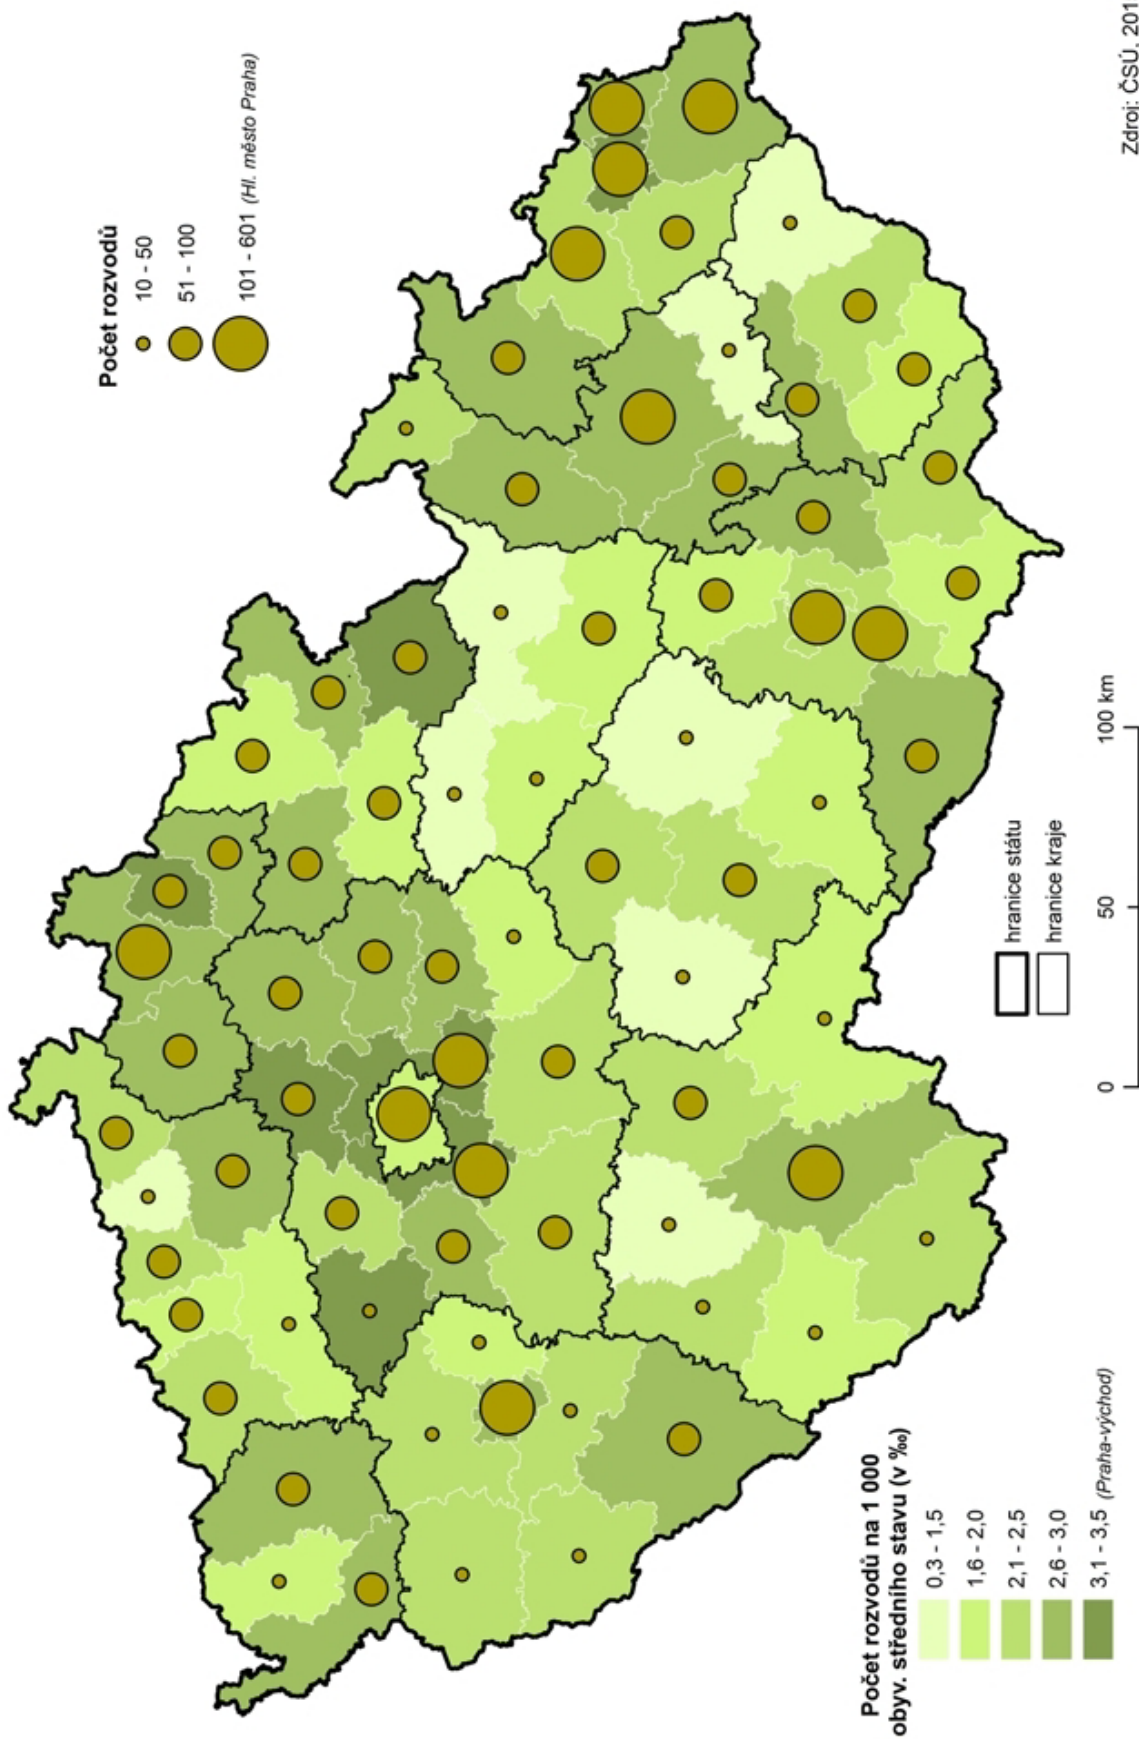 Počet rozvodů
10 - 50
51 - 100
101 - 601 (Hl. město Praha)
Počet rozvodů na 1 000
obyv. středního stavu (v ‰)
0,3 - 1,5
1,6 - 2,0
2,1 - 2,5
2,6 - 3,0
3,1 - 3,5 (Praha-východ)
hranice státu
hranice kraje
0 50 100 km
Zdroj: ČSÚ, 201